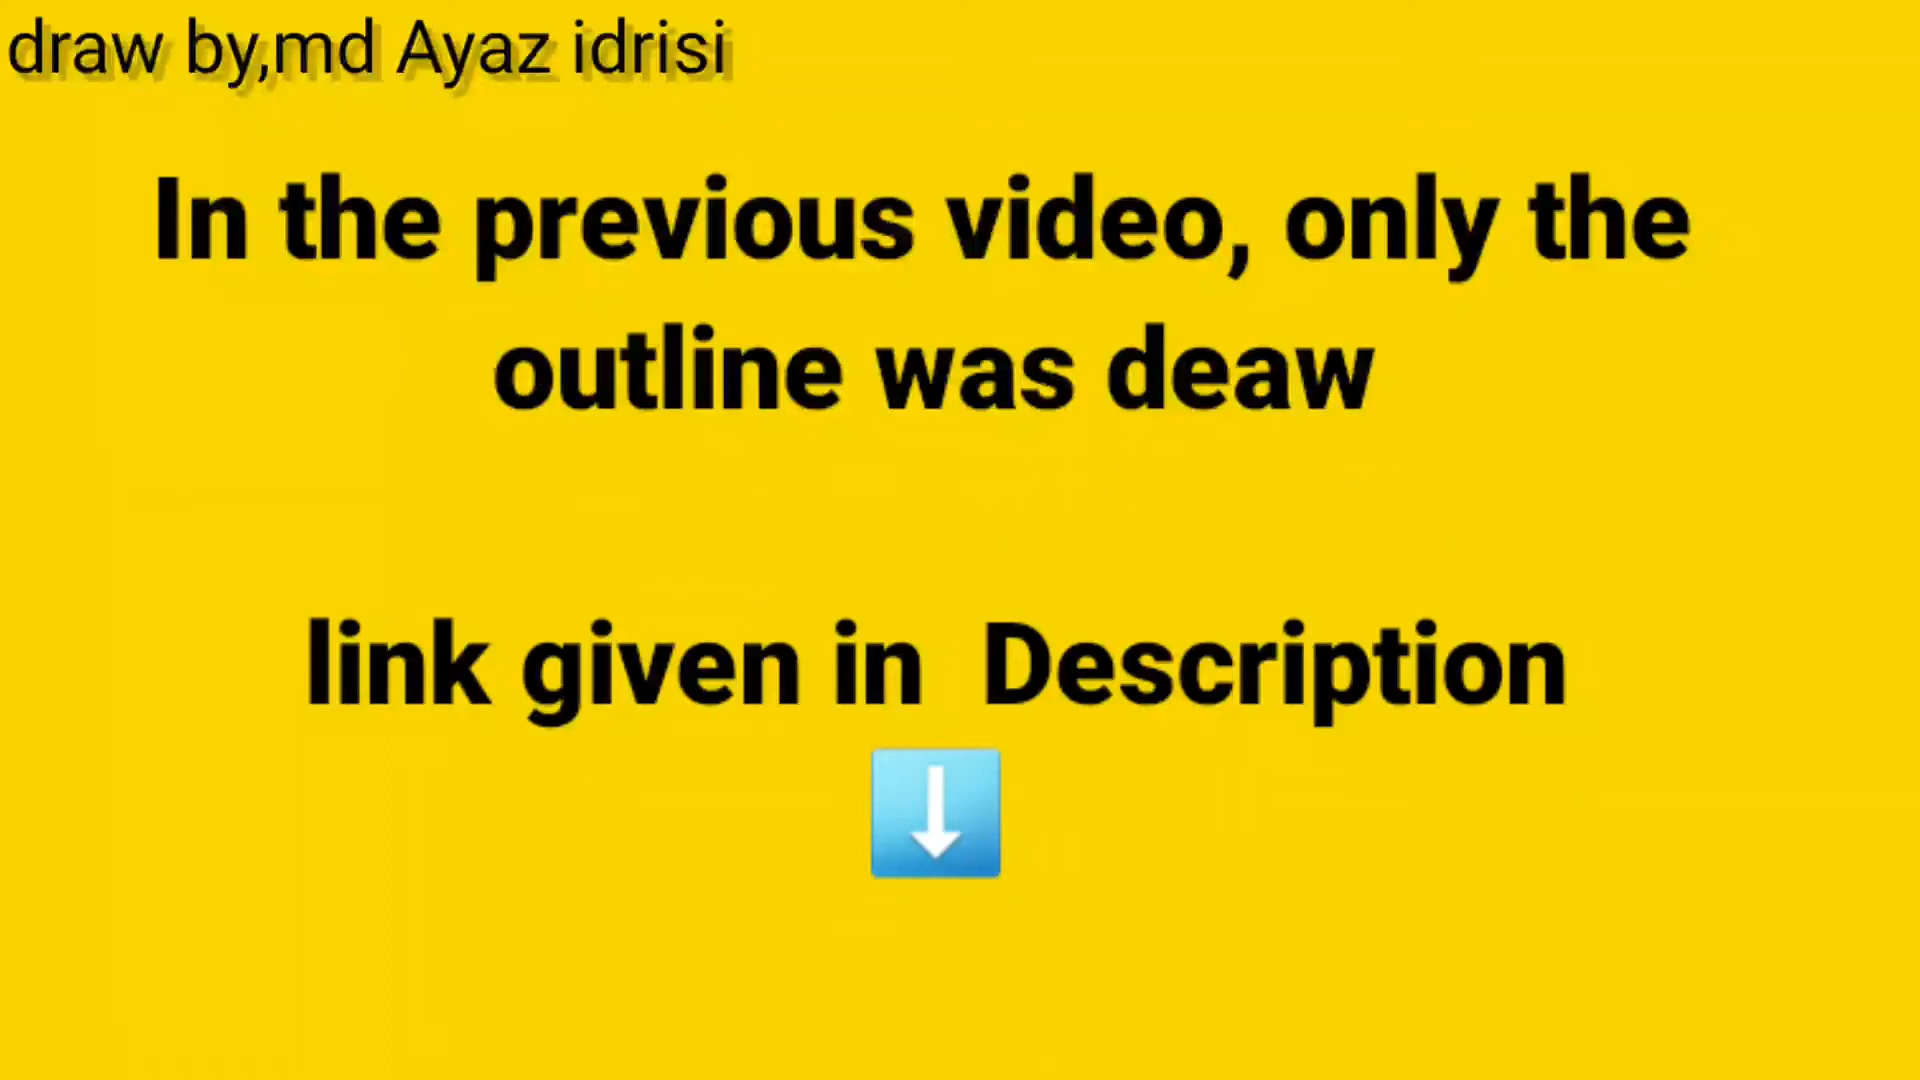 draw by,md Ayaz idrisi
In the previous video, only the
outline was deaw
link given in  Description